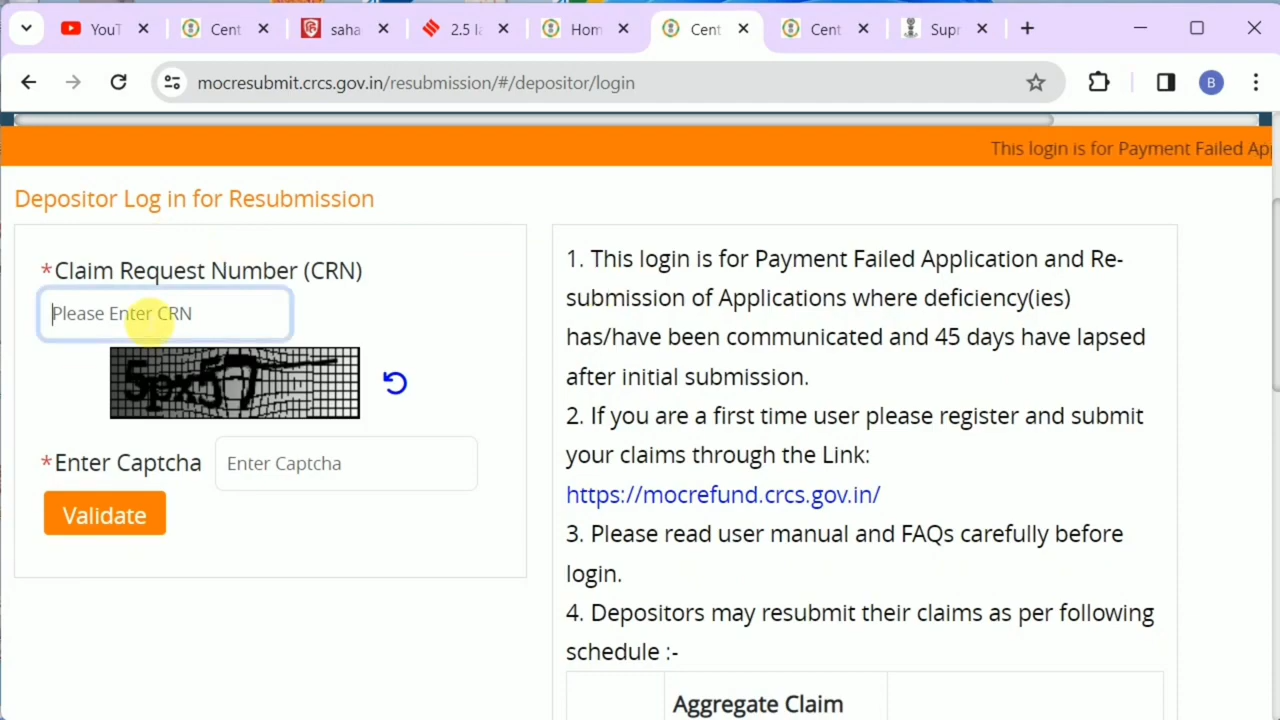 YouT
Cent
saha
2.5 la
Hom
Cent
Cent
Supr
mocresubmit.crcs.gov.in/resubmission/#/depositor/login
B
This login is for Payment Failed Ap
Depositor Log in for Resubmission
*Claim Request Number (CRN)
Please Enter CRN
*Enter Captcha
Enter Captcha
Validate
1. This login is for Payment Failed Application and Re-
submission of Applications where deficiency(ies)
has/have been communicated and 45 days have lapsed
after initial submission.
2. If you are a first time user please register and submit
your claims through the Link:
https://mocrefund.crcs.gov.in/
3. Please read user manual and FAQs carefully before
login.
4. Depositors may resubmit their claims as per following
schedule :-
Aggregate Claim